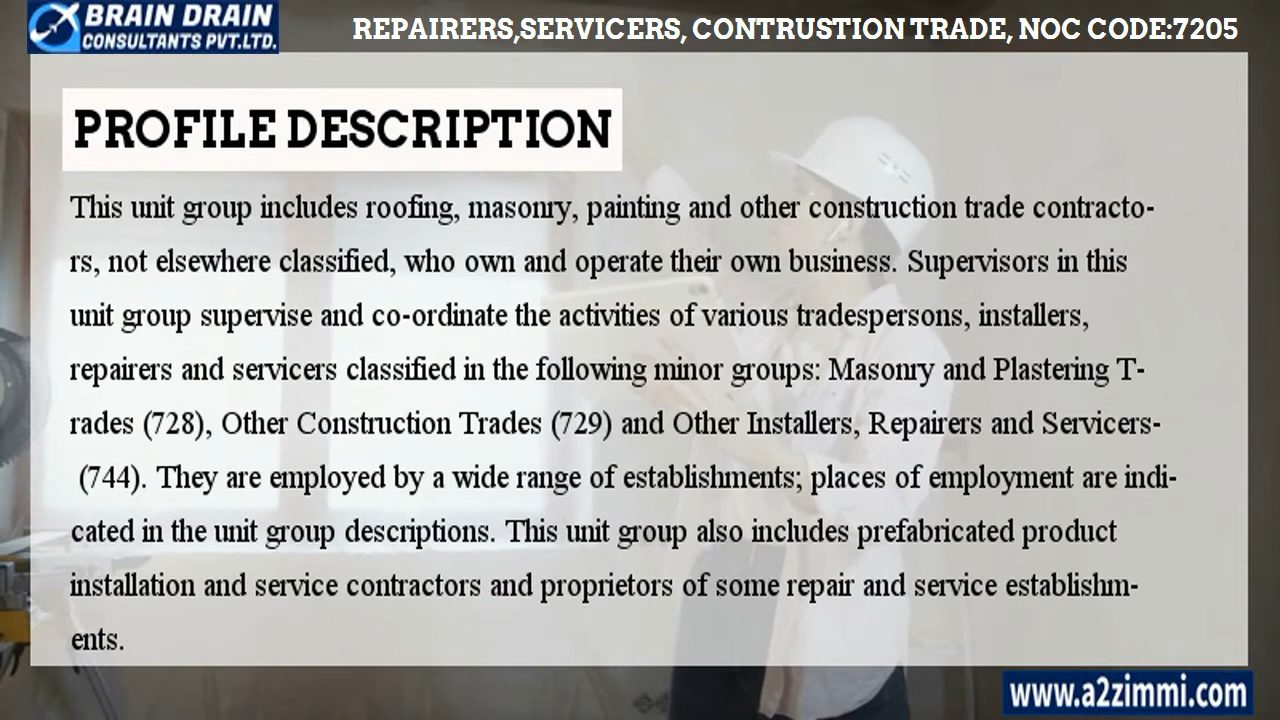 BRAIN DRAIN
CONSULTANTS PVT.LTD.
REPAIRERS,SERVICERS, CONTRUSTION TRADE, NOC CODE:7205
PROFILE DESCRIPTION
This unit group includes roofing, masonry, painting and other construction trade contracto-
rs, not elsewhere classified, who own and operate their own business. Supervisors in this
unit group supervise and co-ordinate the activities of various tradespersons, installers,
repairers and servicers classified in the following minor groups: Masonry and Plastering T-
rades (728), Other Construction Trades (729) and Other Installers, Repairers and Servicers-
(744). They are employed by a wide range of establishments; places of employment are indi-
cated in the unit group descriptions. This unit group also includes prefabricated product
installation and service contractors and proprietors of some repair and service establishm-
ents.
www.a2zimmi.com